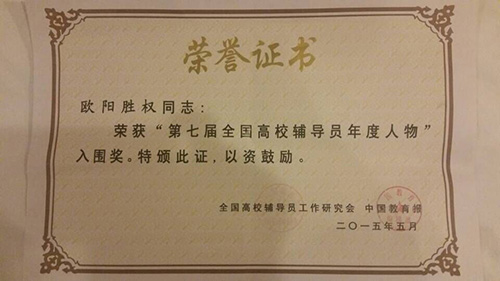 荣誉证书
欧阳胜权同志：
荣获“第七届全国高校辅导员年度人物”
入围奖。特颁此证，以资鼓励。
全国高校辅导员工作研究会 中国教育报
二〇一五年五月